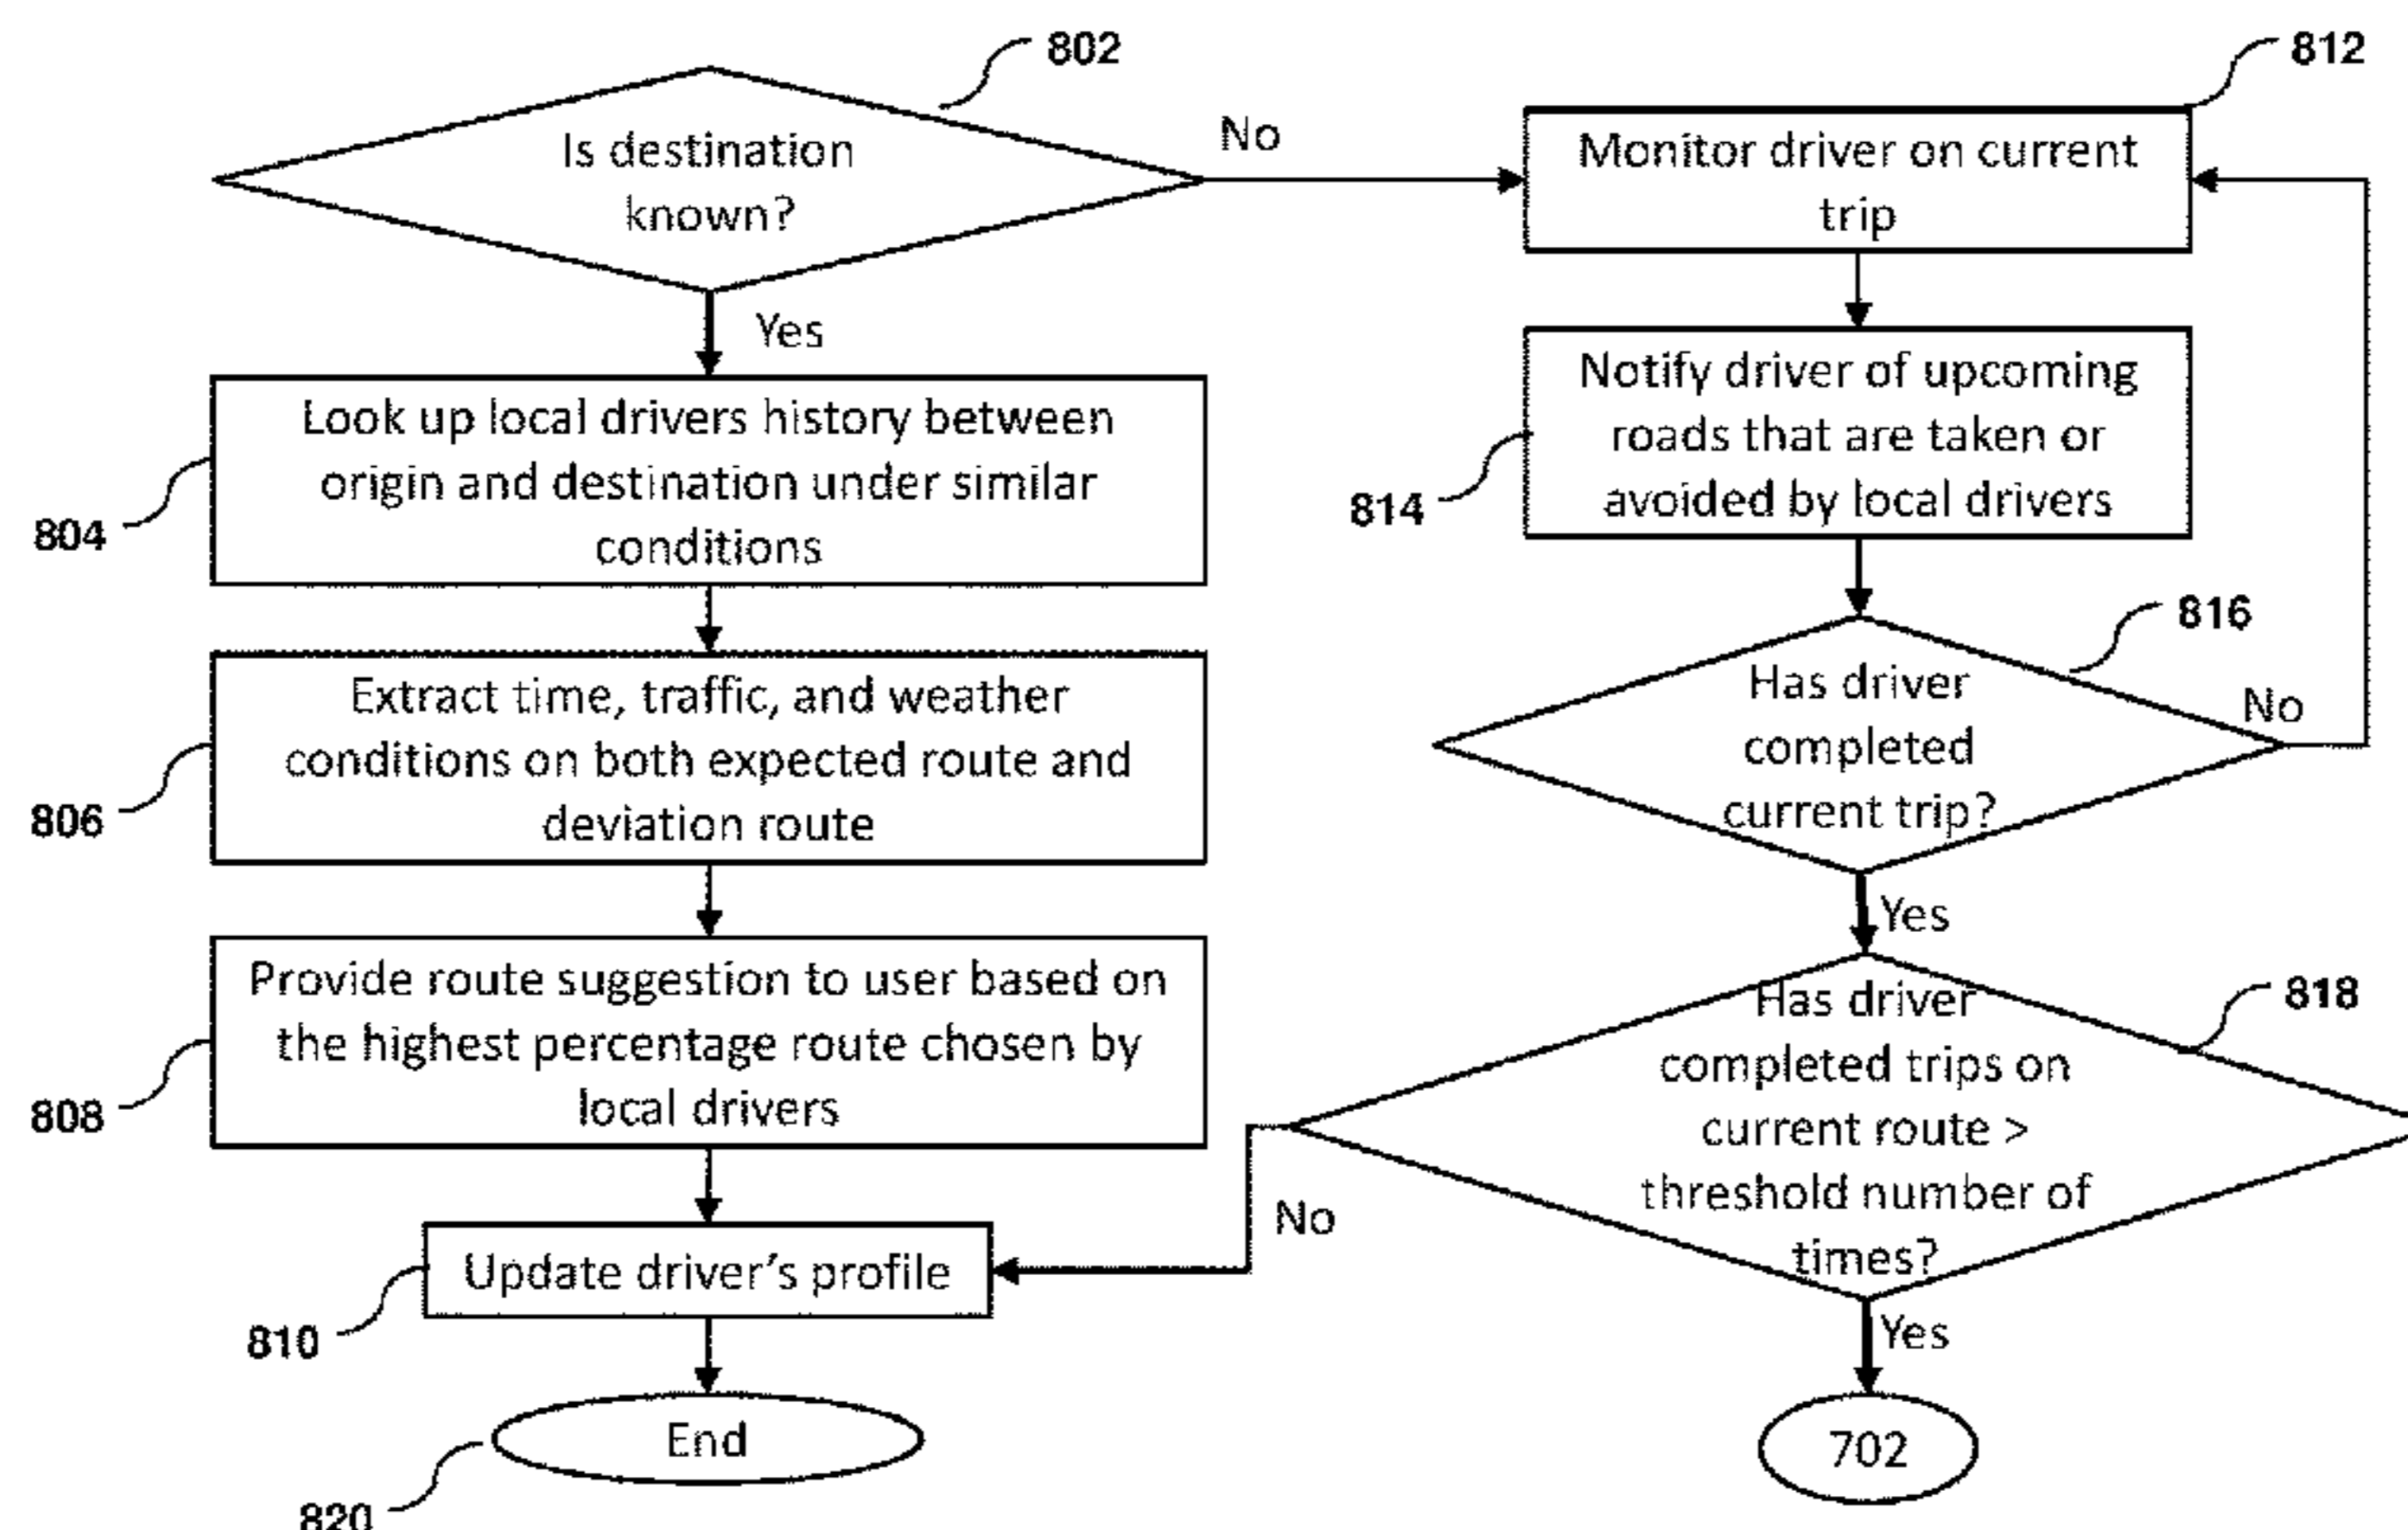 802
Is destination
known?
No
Yes
804
Look up local drivers history between
origin and destination under similar
conditions
806
Extract time, traffic, and weather
conditions on both expected route and
deviation route
808
Provide route suggestion to user based on
the highest percentage route chosen by
local drivers
810
Update driver's profile
820
End
812
Monitor driver on current
trip
814
Notify driver of upcoming
roads that are taken or
avoided by local drivers
816
Has driver
completed
current trip?
No
Yes
818
Has driver
completed trips on
current route >
threshold number of
times?
No
Yes
702